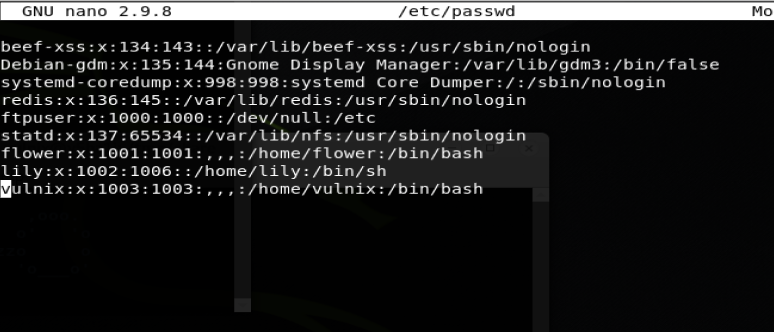 GNU nano 2.9.8 /etc/passwd Mo
beef-xss:x:134:143::/var/lib/beef-xss:/usr/sbin/nologin
Debian-gdm:x:135:144:Gnome Display Manager:/var/lib/gdm3:/bin/false
systemd-coredump:x:998:998:systemd Core Dumper:/:/sbin/nologin
redis:x:136:145::/var/lib/redis:/usr/sbin/nologin
ftpuser:x:1000:1000::/dev/null:/etc
statd:x:137:65534::/var/lib/nfs:/usr/sbin/nologin
flower:x:1001:1001:,,,:/home/flower:/bin/bash
lily:x:1002:1006::/home/lily:/bin/sh
vulnix:x:1003:1003:,,,:/home/vulnix:/bin/bash